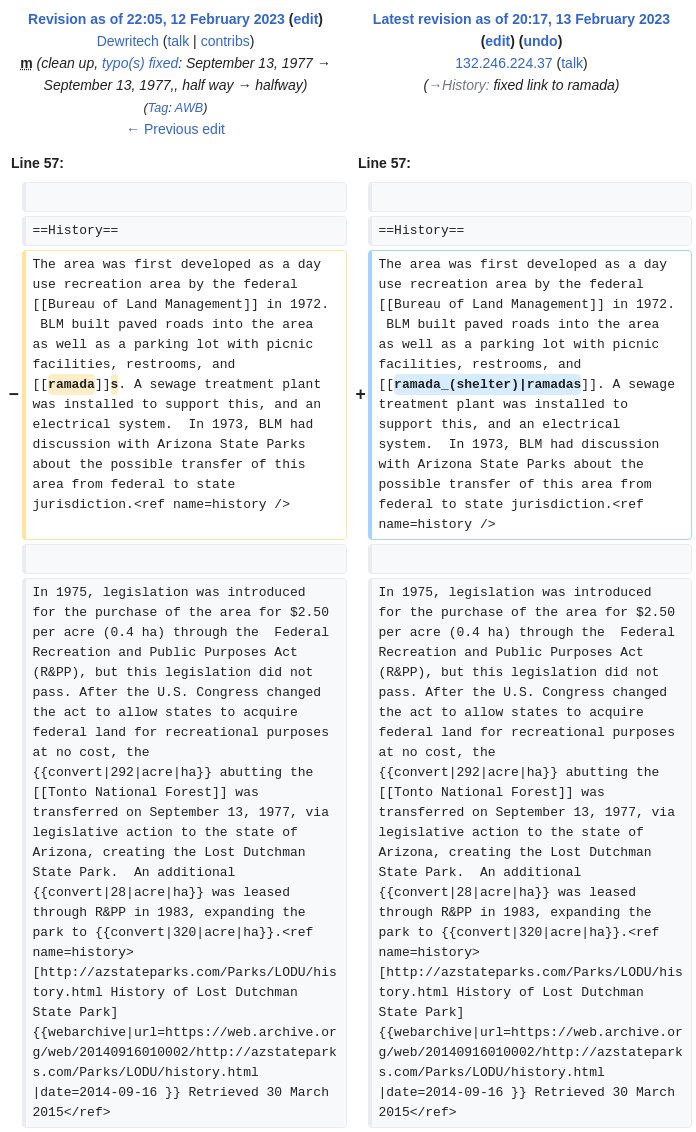 Revision as of 22:05, 12 February 2023 (edit)
Dewritech (talk | contribs)
m (clean up, typo(s) fixed: September 13, 1977 →
September 13, 1977,, half way → halfway)
(Tag: AWB)
← Previous edit
Latest revision as of 20:17, 13 February 2023
(edit) (undo)
132.246.224.37 (talk)
(→History: fixed link to ramada)
Line 57:
Line 57:
==History==
==History==
−
The area was first developed as a day
use recreation area by the federal
[[Bureau of Land Management]] in 1972.
BLM built paved roads into the area
as well as a parking lot with picnic
facilities, restrooms, and
[[ramada]]s. A sewage treatment plant
was installed to support this, and an
electrical system.  In 1973, BLM had
discussion with Arizona State Parks
about the possible transfer of this
area from federal to state
jurisdiction.<ref name=history />
+
The area was first developed as a day
use recreation area by the federal
[[Bureau of Land Management]] in 1972.
BLM built paved roads into the area
as well as a parking lot with picnic
facilities, restrooms, and
[[ramada_(shelter)|ramadas]]. A sewage
treatment plant was installed to
support this, and an electrical
system.  In 1973, BLM had discussion
with Arizona State Parks about the
possible transfer of this area from
federal to state jurisdiction.<ref
name=history />
In 1975, legislation was introduced
for the purchase of the area for $2.50
per acre (0.4 ha) through the  Federal
Recreation and Public Purposes Act
(R&PP), but this legislation did not
pass. After the U.S. Congress changed
the act to allow states to acquire
federal land for recreational purposes
at no cost, the
{{convert|292|acre|ha}} abutting the
[[Tonto National Forest]] was
transferred on September 13, 1977, via
legislative action to the state of
Arizona, creating the Lost Dutchman
State Park.  An additional
{{convert|28|acre|ha}} was leased
through R&PP in 1983, expanding the
park to {{convert|320|acre|ha}}.<ref
name=history>
[http://azstateparks.com/Parks/LODU/his
tory.html History of Lost Dutchman
State Park]
{{webarchive|url=https://web.archive.or
g/web/20140916010002/http://azstatepark
s.com/Parks/LODU/history.html
|date=2014-09-16 }} Retrieved 30 March
2015</ref>
In 1975, legislation was introduced
for the purchase of the area for $2.50
per acre (0.4 ha) through the  Federal
Recreation and Public Purposes Act
(R&PP), but this legislation did not
pass. After the U.S. Congress changed
the act to allow states to acquire
federal land for recreational purposes
at no cost, the
{{convert|292|acre|ha}} abutting the
[[Tonto National Forest]] was
transferred on September 13, 1977, via
legislative action to the state of
Arizona, creating the Lost Dutchman
State Park.  An additional
{{convert|28|acre|ha}} was leased
through R&PP in 1983, expanding the
park to {{convert|320|acre|ha}}.<ref
name=history>
[http://azstateparks.com/Parks/LODU/his
tory.html History of Lost Dutchman
State Park]
{{webarchive|url=https://web.archive.or
g/web/20140916010002/http://azstatepark
s.com/Parks/LODU/history.html
|date=2014-09-16 }} Retrieved 30 March
2015</ref>